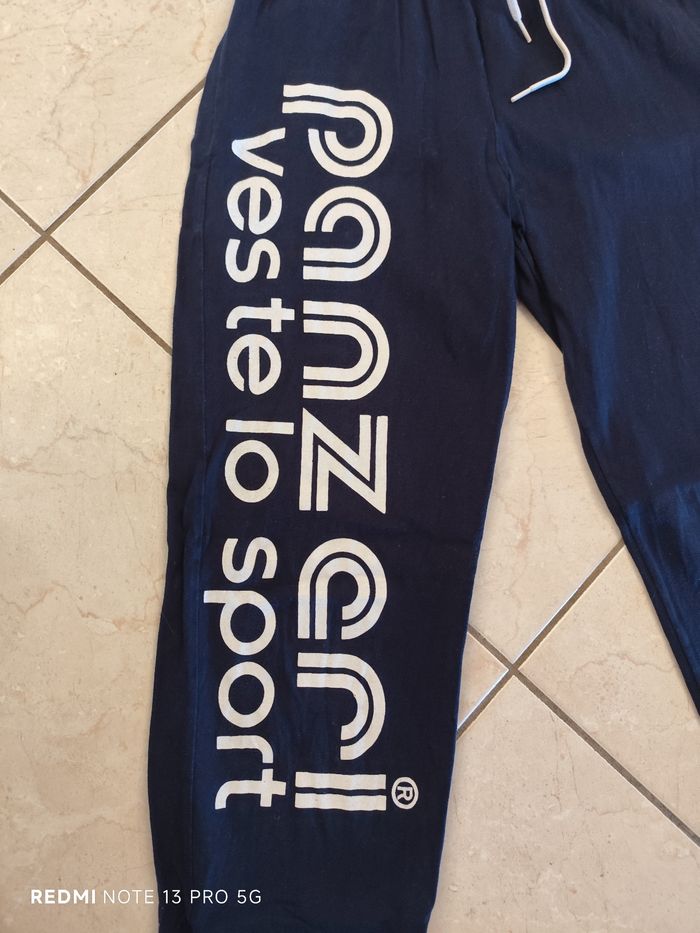 panzeri®
veste lo sport
REDMI NOTE 13 PRO 5G